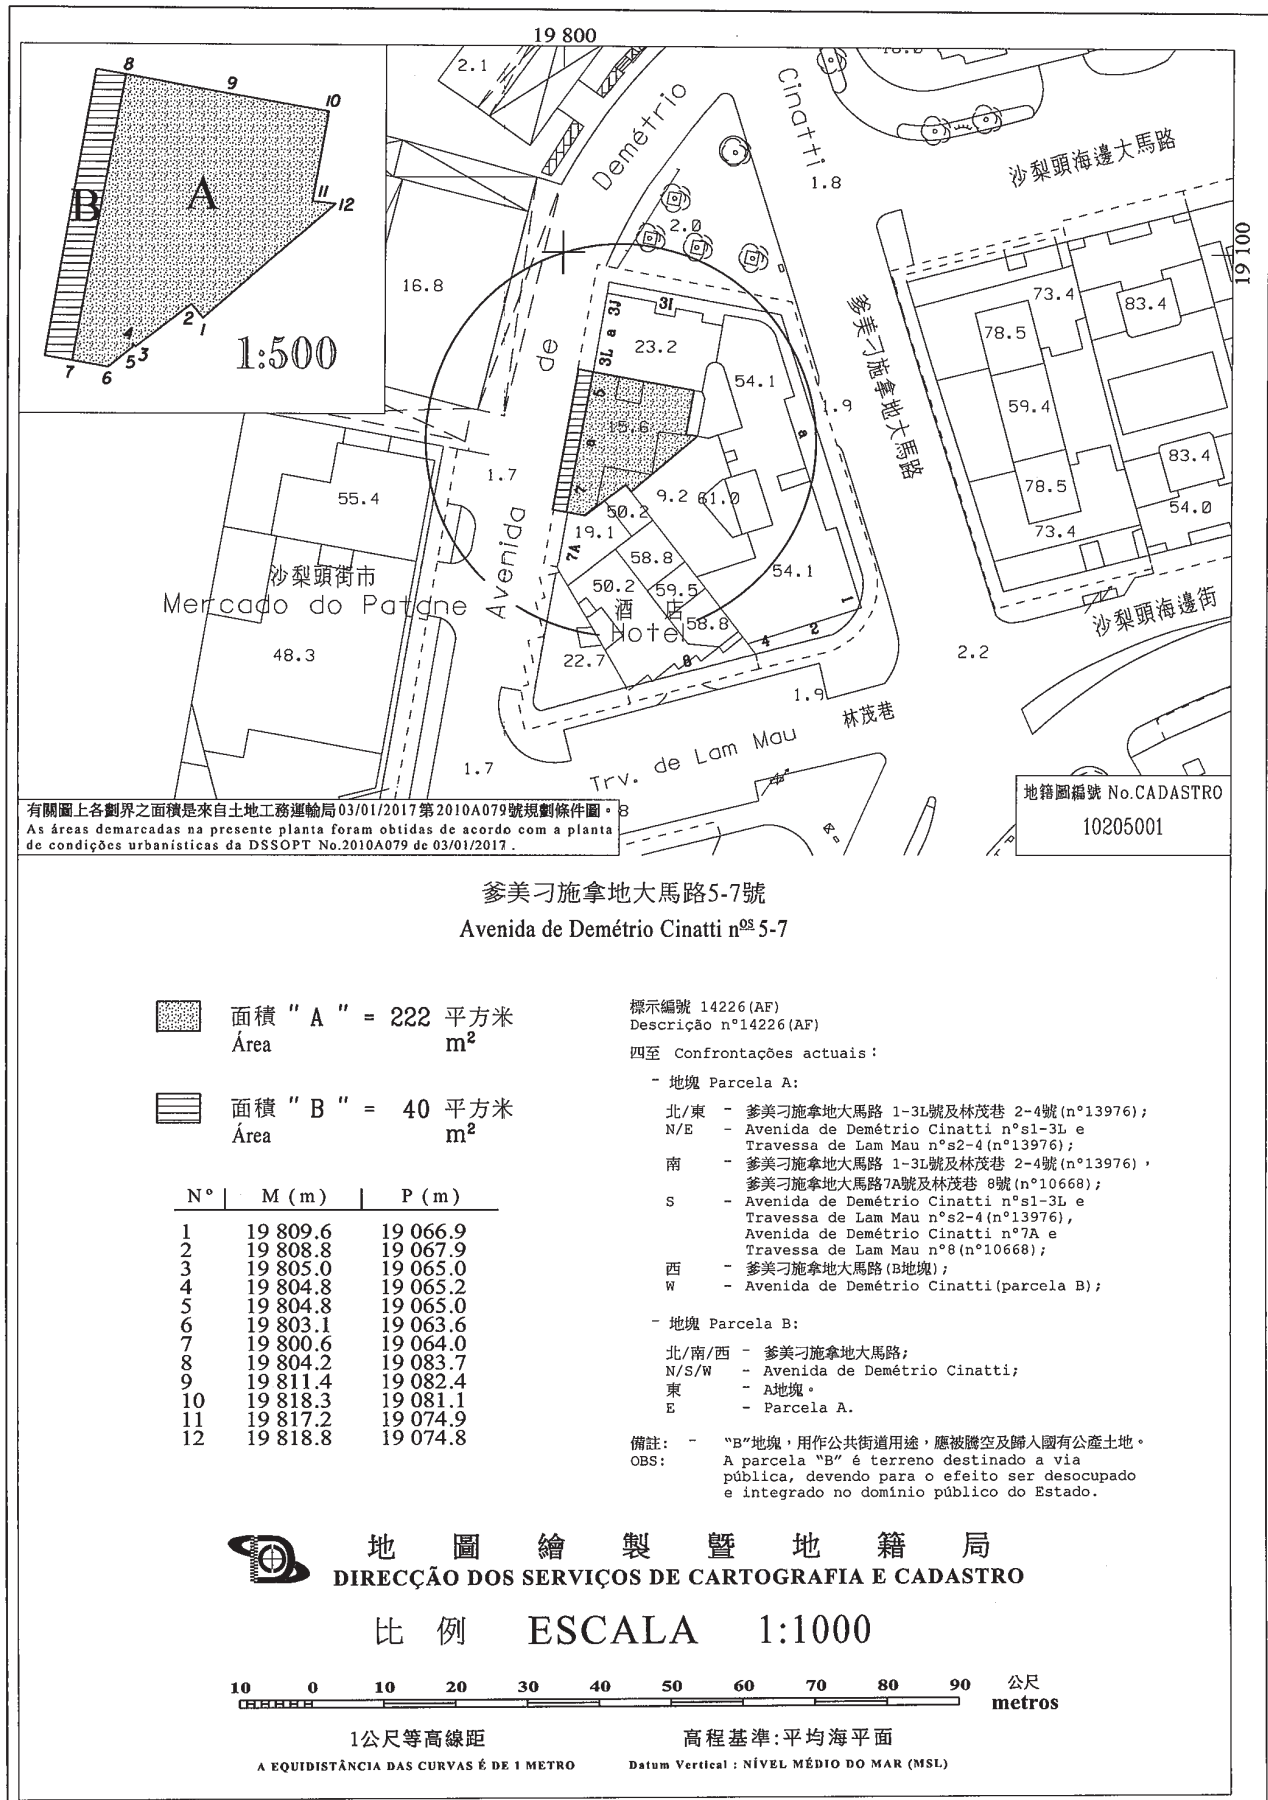 19 800
8
9
10
11
12
A
B
2
1
4
3
5
6
7
1:500
2.1
Demétrio
Cinatti
1.8
沙梨頭海邊大馬路
2.0
19 100
16.8
de
3L a 3J
3I
23.2
54.1
爹美刁施拿地大馬路
73.4
83.4
78.5
59.4
1.9
5
15.6
a
a
7
83.4
78.5
54.0
73.4
55.4
1.7
Avenida
50.2
9.2
61.0
19.1
7A
58.8
54.1
沙梨頭街市
Mercado do Patane
50.2
59.5
酒店
Hotel
58.8
1
2
4
8
沙梨頭海邊街
48.3
22.7
2.2
1.9
林茂巷
Trv. de Lam Mau
1.7
有關圖上各劃界之面積是來自土地工務運輸局03/01/2017第2010A079號規劃條件圖。
As áreas demarcadas na presente planta foram obtidas de acordo com a planta
de condições urbanísticas da DSSOPT No.2010A079 de 03/01/2017 .
8
P
地籍圖編號 No.CADASTRO
10205001
爹美刁施拿地大馬路5-7號
Avenida de Demétrio Cinatti nos 5-7
面積 " A " = 222 平方米
Área m²
面積 " B " = 40 平方米
Área m²
N° M (m) P (m)
1 19 809.6 19 066.9
2 19 808.8 19 067.9
3 19 805.0 19 065.0
4 19 804.8 19 065.2
5 19 804.8 19 065.0
6 19 803.1 19 063.6
7 19 800.6 19 064.0
8 19 804.2 19 083.7
9 19 811.4 19 082.4
10 19 818.3 19 081.1
11 19 817.2 19 074.9
12 19 818.8 19 074.8
標示編號 14226(AF)
Descrição n°14226(AF)
四至 Confrontações actuais:
- 地塊 Parcela A:
北/東 - 爹美刁施拿地大馬路 1-3L號及林茂巷 2-4號(n°13976);
N/E - Avenida de Demétrio Cinatti n°s1-3L e
Travessa de Lam Mau n°s2-4(n°13976);
南 - 爹美刁施拿地大馬路 1-3L號及林茂巷 2-4號(n°13976),
爹美刁施拿地大馬路7A號及林茂巷 8號(n°10668);
S - Avenida de Demétrio Cinatti n°s1-3L e
Travessa de Lam Mau n°s2-4(n°13976),
Avenida de Demétrio Cinatti n°7A e
Travessa de Lam Mau n°8(n°10668);
西 - 爹美刁施拿地大馬路(B地塊);
W - Avenida de Demétrio Cinatti(parcela B);
- 地塊 Parcela B:
北/南/西 - 爹美刁施拿地大馬路;
N/S/W - Avenida de Demétrio Cinatti;
東 - A地塊。
E - Parcela A.
備註: - "B"地塊,用作公共街道用途,應被騰空及歸入國有公產土地。
OBS: A parcela "B" é terreno destinado a via
pública, devendo para o efeito ser desocupado
e integrado no domínio público do Estado.
地圖繪製暨地籍局
DIRECÇÃO DOS SERVIÇOS DE CARTOGRAFIA E CADASTRO
比例 ESCALA 1:1000
10 0 10 20 30 40 50 60 70 80 90 公尺
metros
1公尺等高線距
高程基準:平均海平面
A EQUIDISTÂNCIA DAS CURVAS É DE 1 METRO
Datum Vertical : NÍVEL MÉDIO DO MAR (MSL)